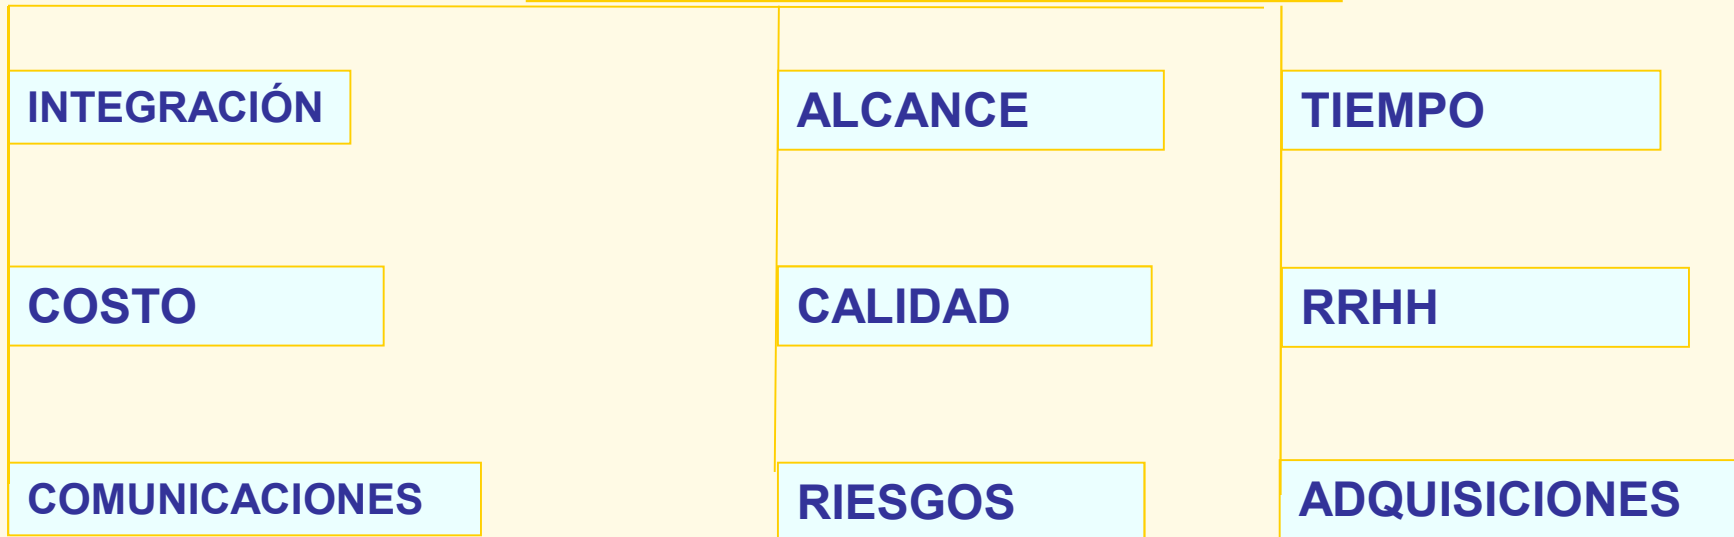 INTEGRACIÓN
ALCANCE
TIEMPO
COSTO
CALIDAD
RRHH
COMUNICACIONES
RIESGOS
ADQUISICIONES